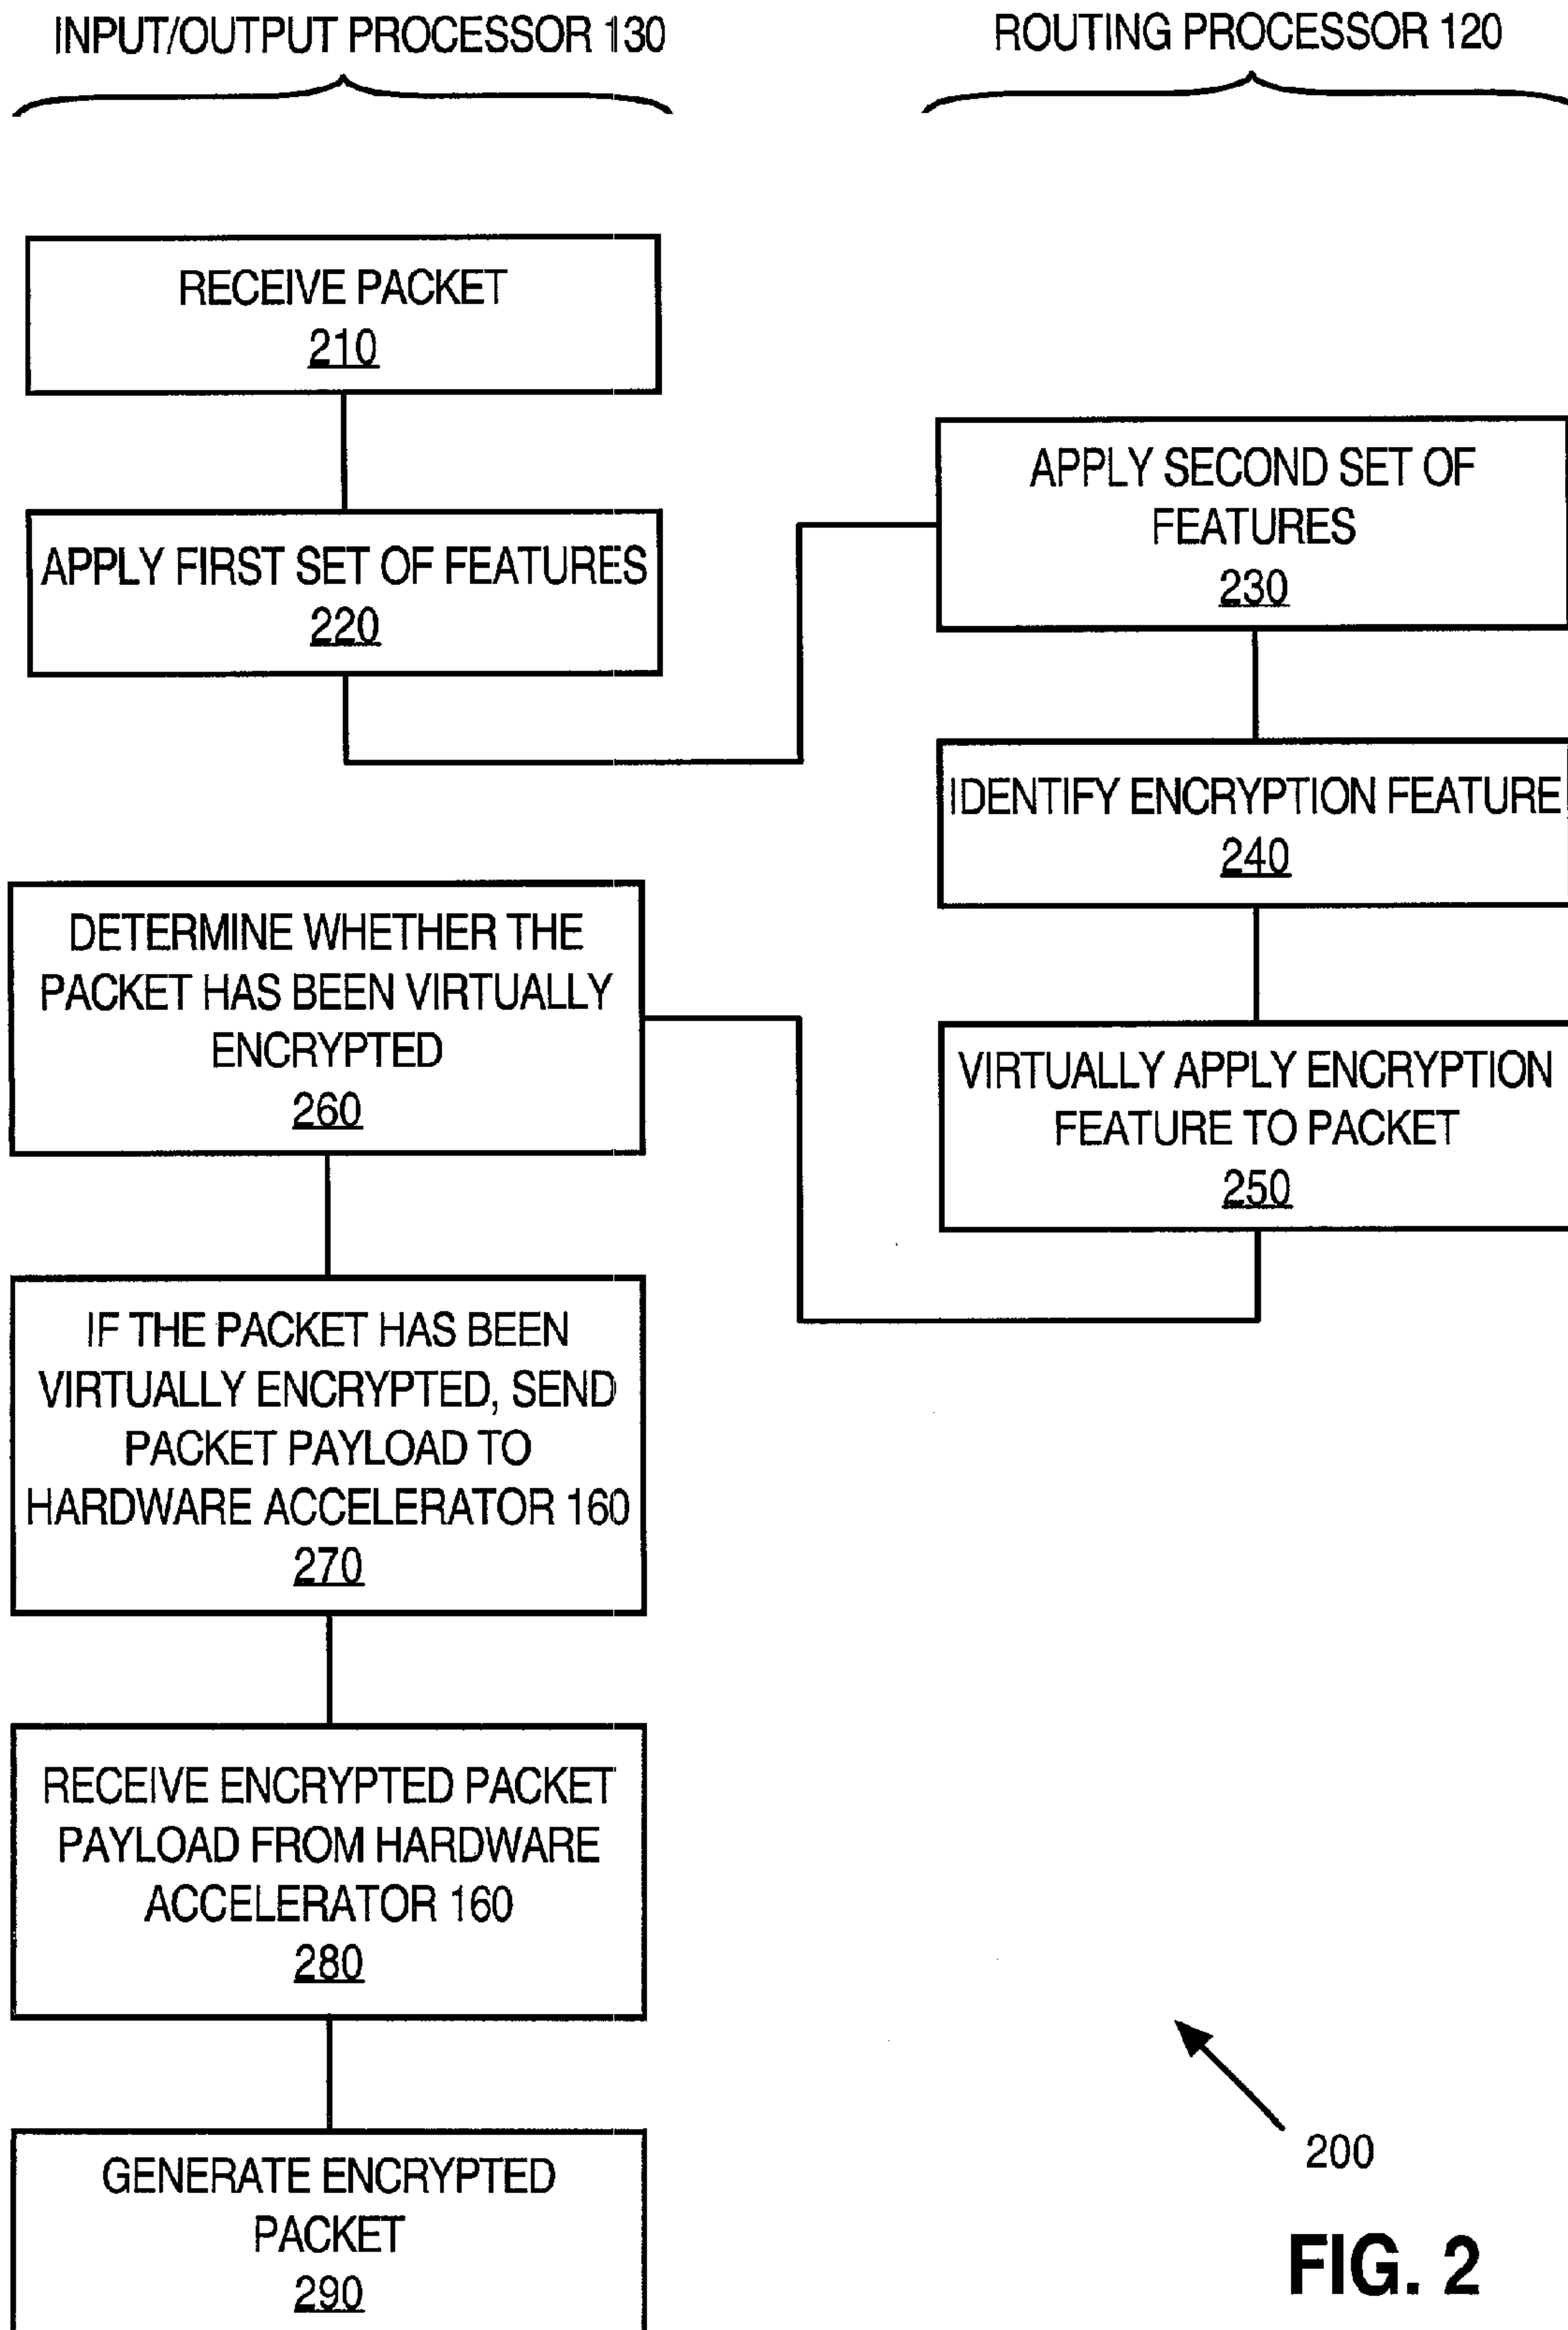 INPUT/OUTPUT PROCESSOR 130
ROUTING PROCESSOR 120
RECEIVE PACKET
210
APPLY FIRST SET OF FEATURES
220
APPLY SECOND SET OF
FEATURES
230
IDENTIFY ENCRYPTION FEATURE
240
VIRTUALLY APPLY ENCRYPTION
FEATURE TO PACKET
250
DETERMINE WHETHER THE
PACKET HAS BEEN VIRTUALLY
ENCRYPTED
260
IF THE PACKET HAS BEEN
VIRTUALLY ENCRYPTED, SEND
PACKET PAYLOAD TO
HARDWARE ACCELERATOR 160
270
RECEIVE ENCRYPTED PACKET
PAYLOAD FROM HARDWARE
ACCELERATOR 160
280
GENERATE ENCRYPTED
PACKET
290
200
FIG. 2